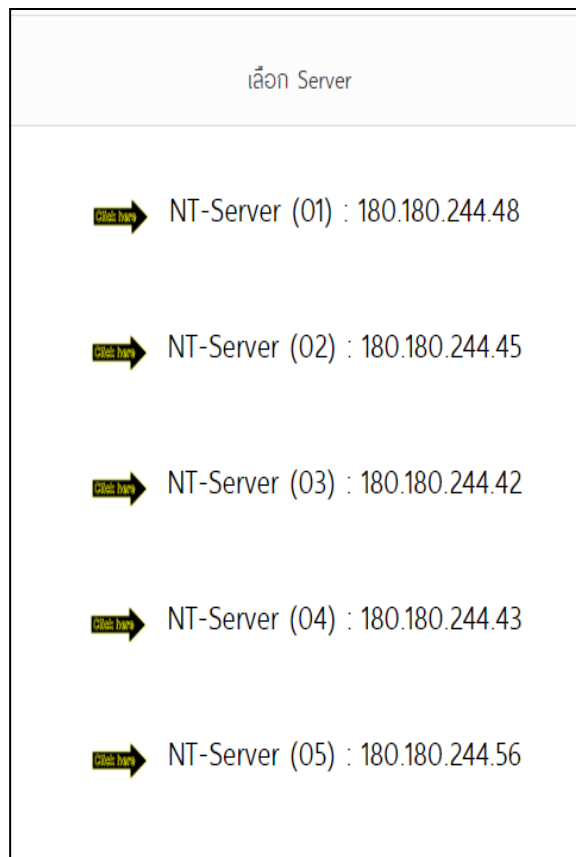 เลือก Server
Click here NT-Server (01) : 180.180.244.48
Click here NT-Server (02) : 180.180.244.45
Click here NT-Server (03) : 180.180.244.42
Click here NT-Server (04) : 180.180.244.43
Click here NT-Server (05) : 180.180.244.56